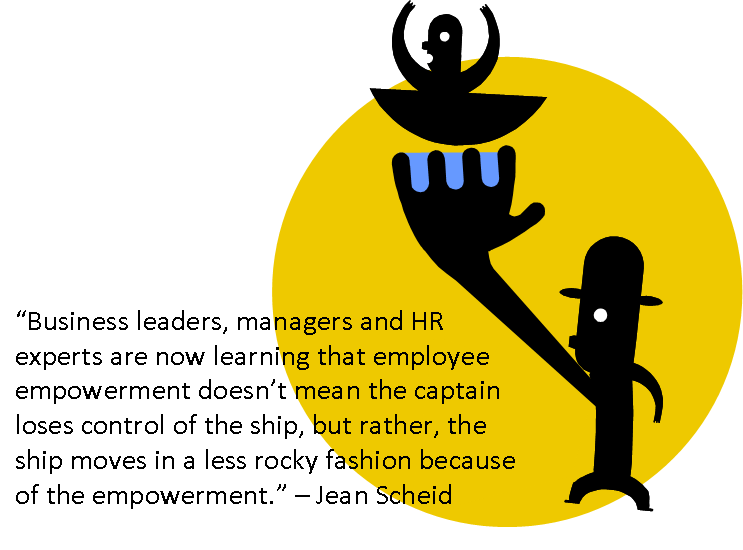 “Business leaders, managers and HR
experts are now learning that employee
empowerment doesn’t mean the captain
loses control of the ship, but rather, the
ship moves in a less rocky fashion because
of the empowerment.” – Jean Scheid